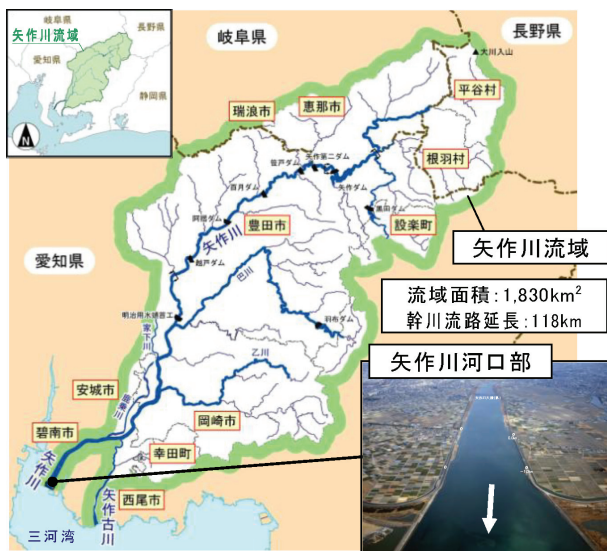 岐阜県
長野県
矢作川流域
愛知県
静岡県
N
岐阜県
長野県
大川入山
平谷村
恵那市
瑞浪市
根羽村
矢作第二ダム
笹戸ダム
矢作ダム
百月ダム
黒田ダム
阿摺ダム
設楽町
豊田市
矢作川
矢作川流域
愛知県
越戸ダム
巴川
流域面積:1,830km²
幹川流路延長:118km
明治用水頭首工
羽布ダム
家下川
乙川
矢作川河口部
安城市
鹿乗川
岡崎市
碧南市
幸田町
矢作川
西尾市
矢作古川
三河湾